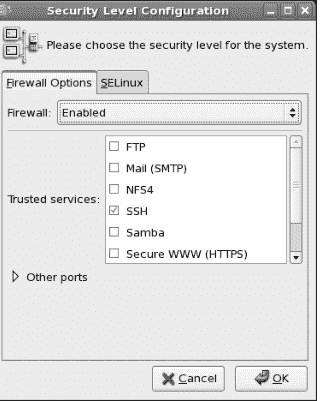 Security Level Configuration
Please choose the security level for the system.
Firewall Options SELinux
Firewall: Enabled
Trusted services:
FTP
Mail (SMTP)
NFS4
SSH
Samba
Secure WWW (HTTPS)
Other ports
Cancel OK